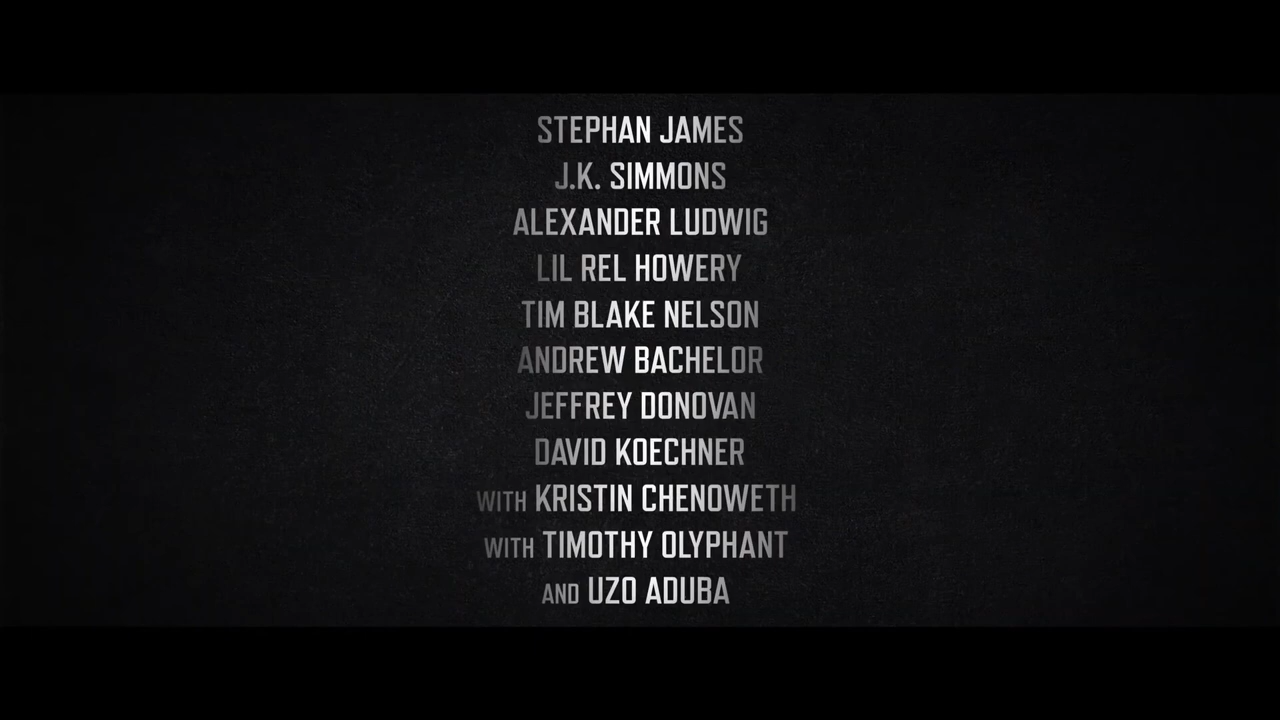 STEPHAN JAMES
J.K. SIMMONS
ALEXANDER LUDWIG
LIL REL HOWERY
TIM BLAKE NELSON
ANDREW BACHELOR
JEFFREY DONOVAN
DAVID KOECHNER
WITH KRISTIN CHENOWETH
WITH TIMOTHY OLYPHANT
AND UZO ADUBA